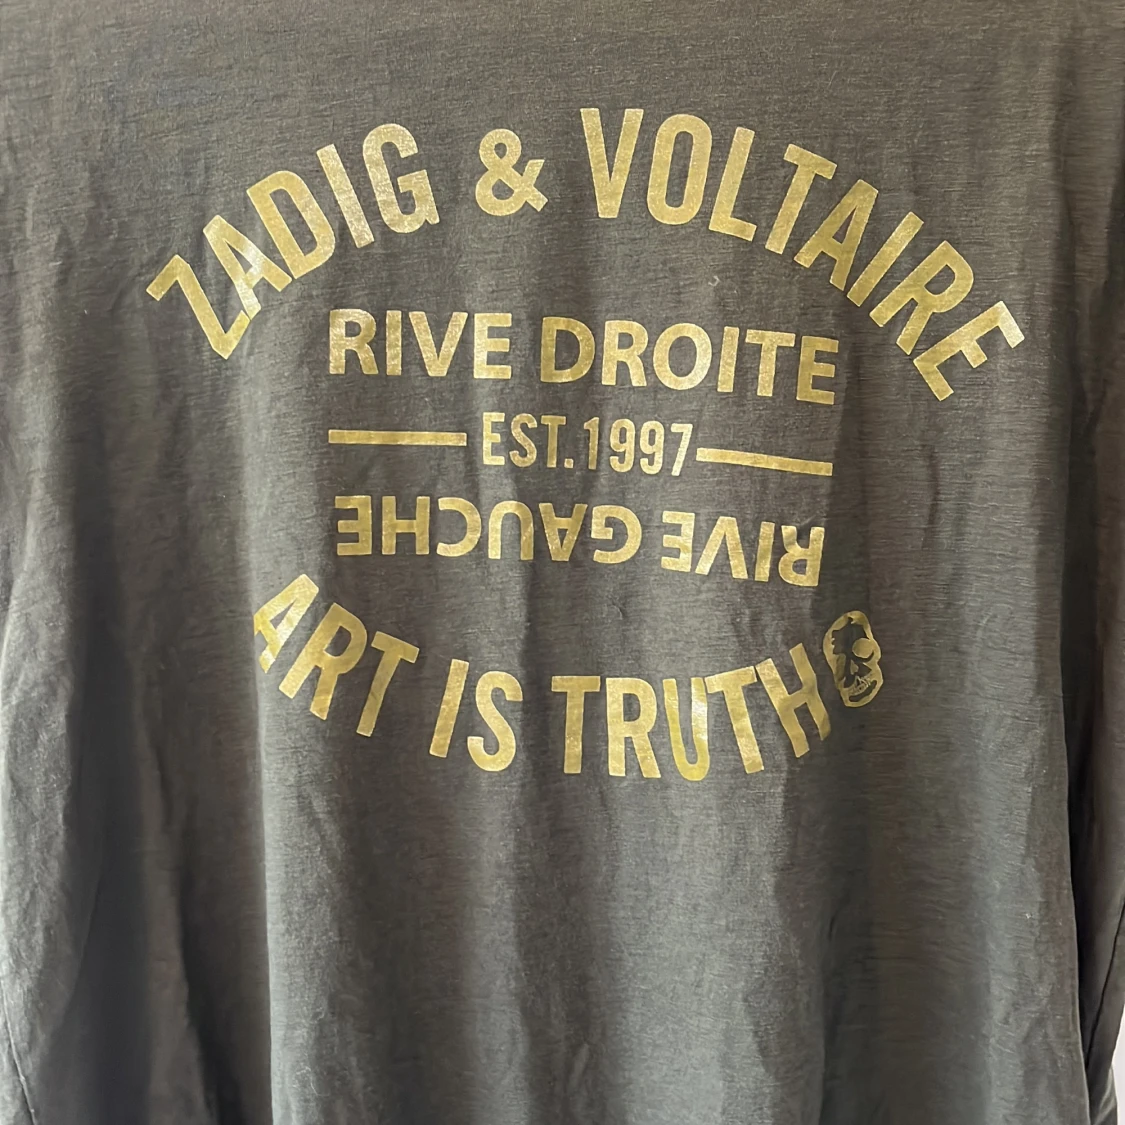 ZADIG & VOLTAIRE
RIVE DROITE
EST.1997
RIVE GAUCHE
ART IS TRUTH